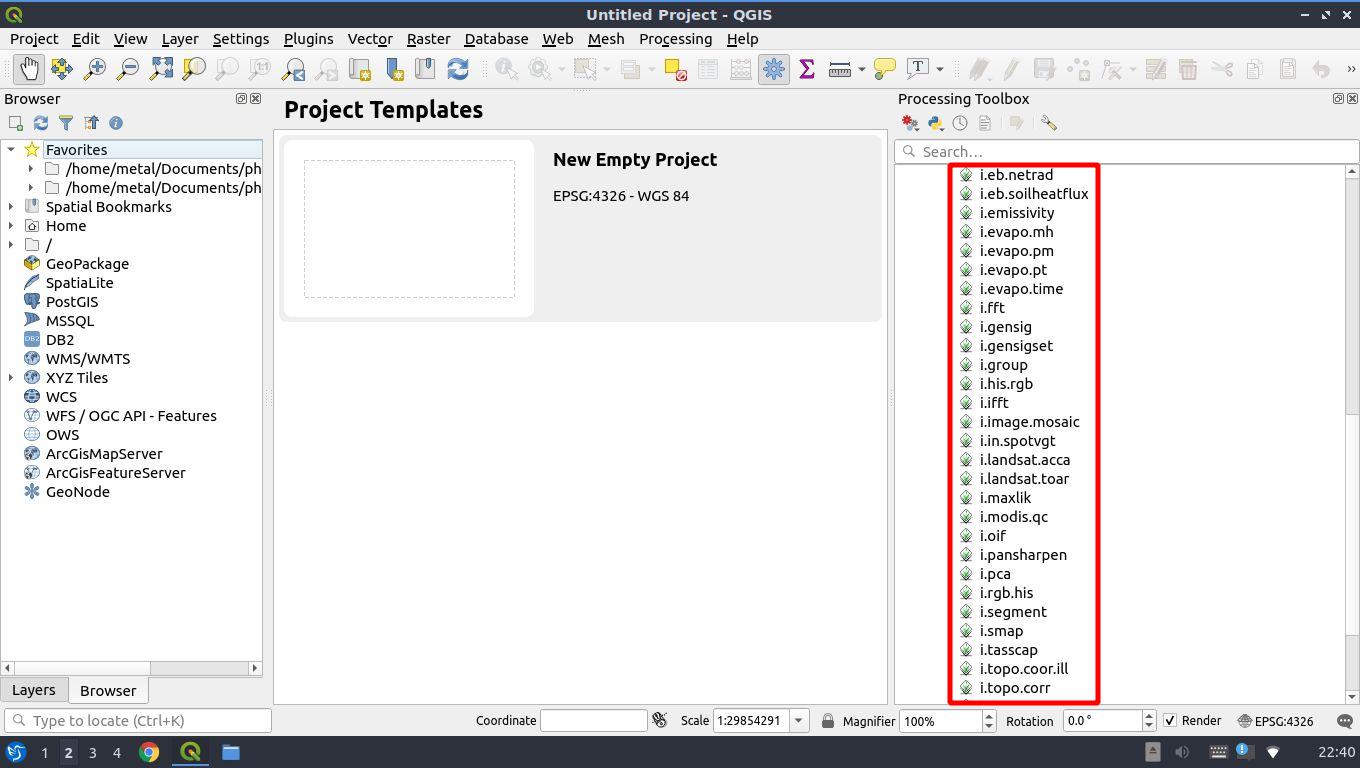 Untitled Project - QGIS
Project Edit View Layer Settings Plugins Vector Raster Database Web Mesh Processing Help
1:1
T
»
Browser
Favorites
/home/metal/Documents/ph
/home/metal/Documents/ph
Spatial Bookmarks
Home
/
GeoPackage
SpatiaLite
PostGIS
MSSQL
DB2
DB2
WMS/WMTS
XYZ Tiles
WCS
WFS / OGC API - Features
OWS
ArcGisMapServer
ArcGisFeatureServer
GeoNode
Layers Browser
Project Templates
New Empty Project
EPSG:4326 - WGS 84
Processing Toolbox
Search…
i.eb.netrad
i.eb.soilheatflux
i.emissivity
i.evapo.mh
i.evapo.pm
i.evapo.pt
i.evapo.time
i.fft
i.gensig
i.gensigset
i.group
i.his.rgb
i.ifft
i.image.mosaic
i.in.spotvgt
i.landsat.acca
i.landsat.toar
i.maxlik
i.modis.qc
i.oif
i.pansharpen
i.pca
i.rgb.his
i.segment
i.smap
i.tasscap
i.topo.coor.ill
i.topo.corr
Type to locate (Ctrl+K) Coordinate Scale 1:29854291 Magnifier 100% Rotation 0.0 ° Render EPSG:4326
1 2 3 4 22:40